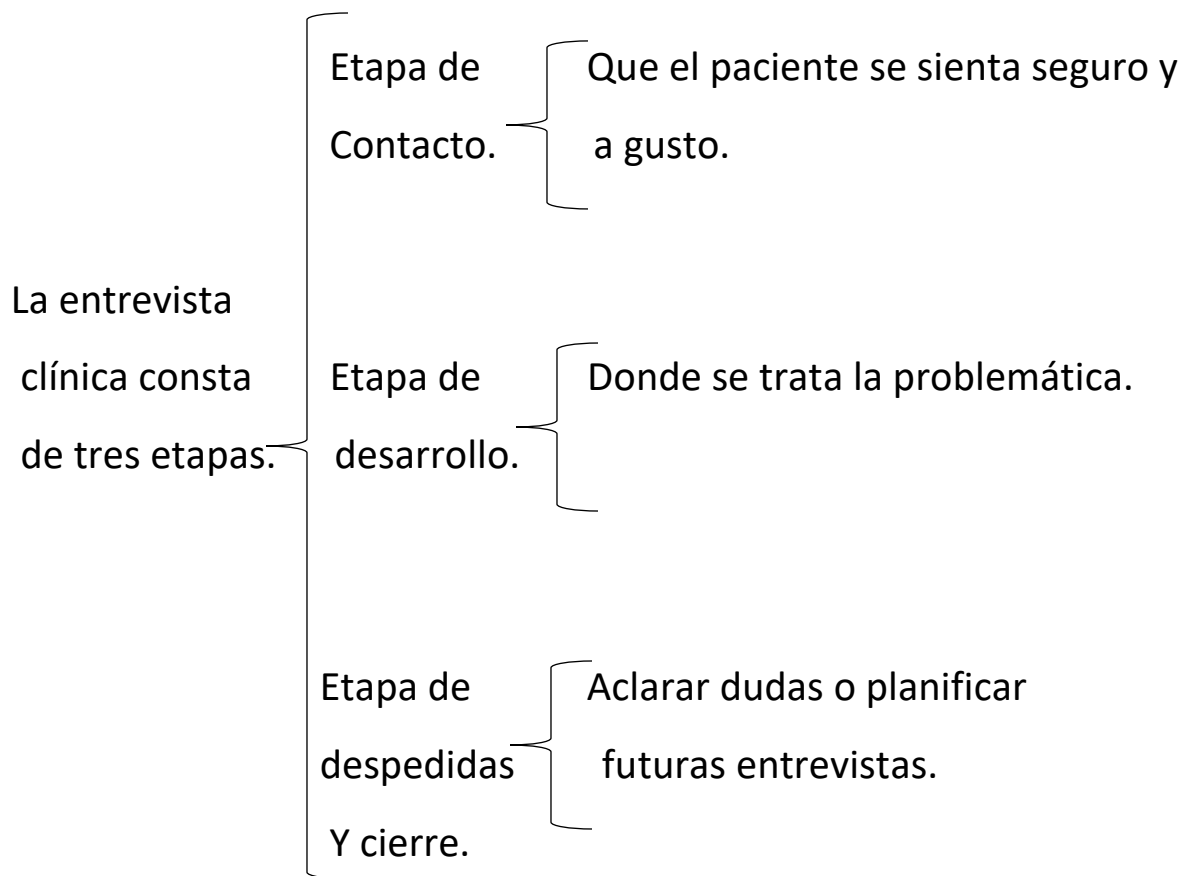 La entrevista
clínica consta
de tres etapas.
Etapa de
Contacto.
Que el paciente se sienta seguro y
a gusto.
Etapa de
desarrollo.
Donde se trata la problemática.
Etapa de
despedidas
Y cierre.
Aclarar dudas o planificar
futuras entrevistas.